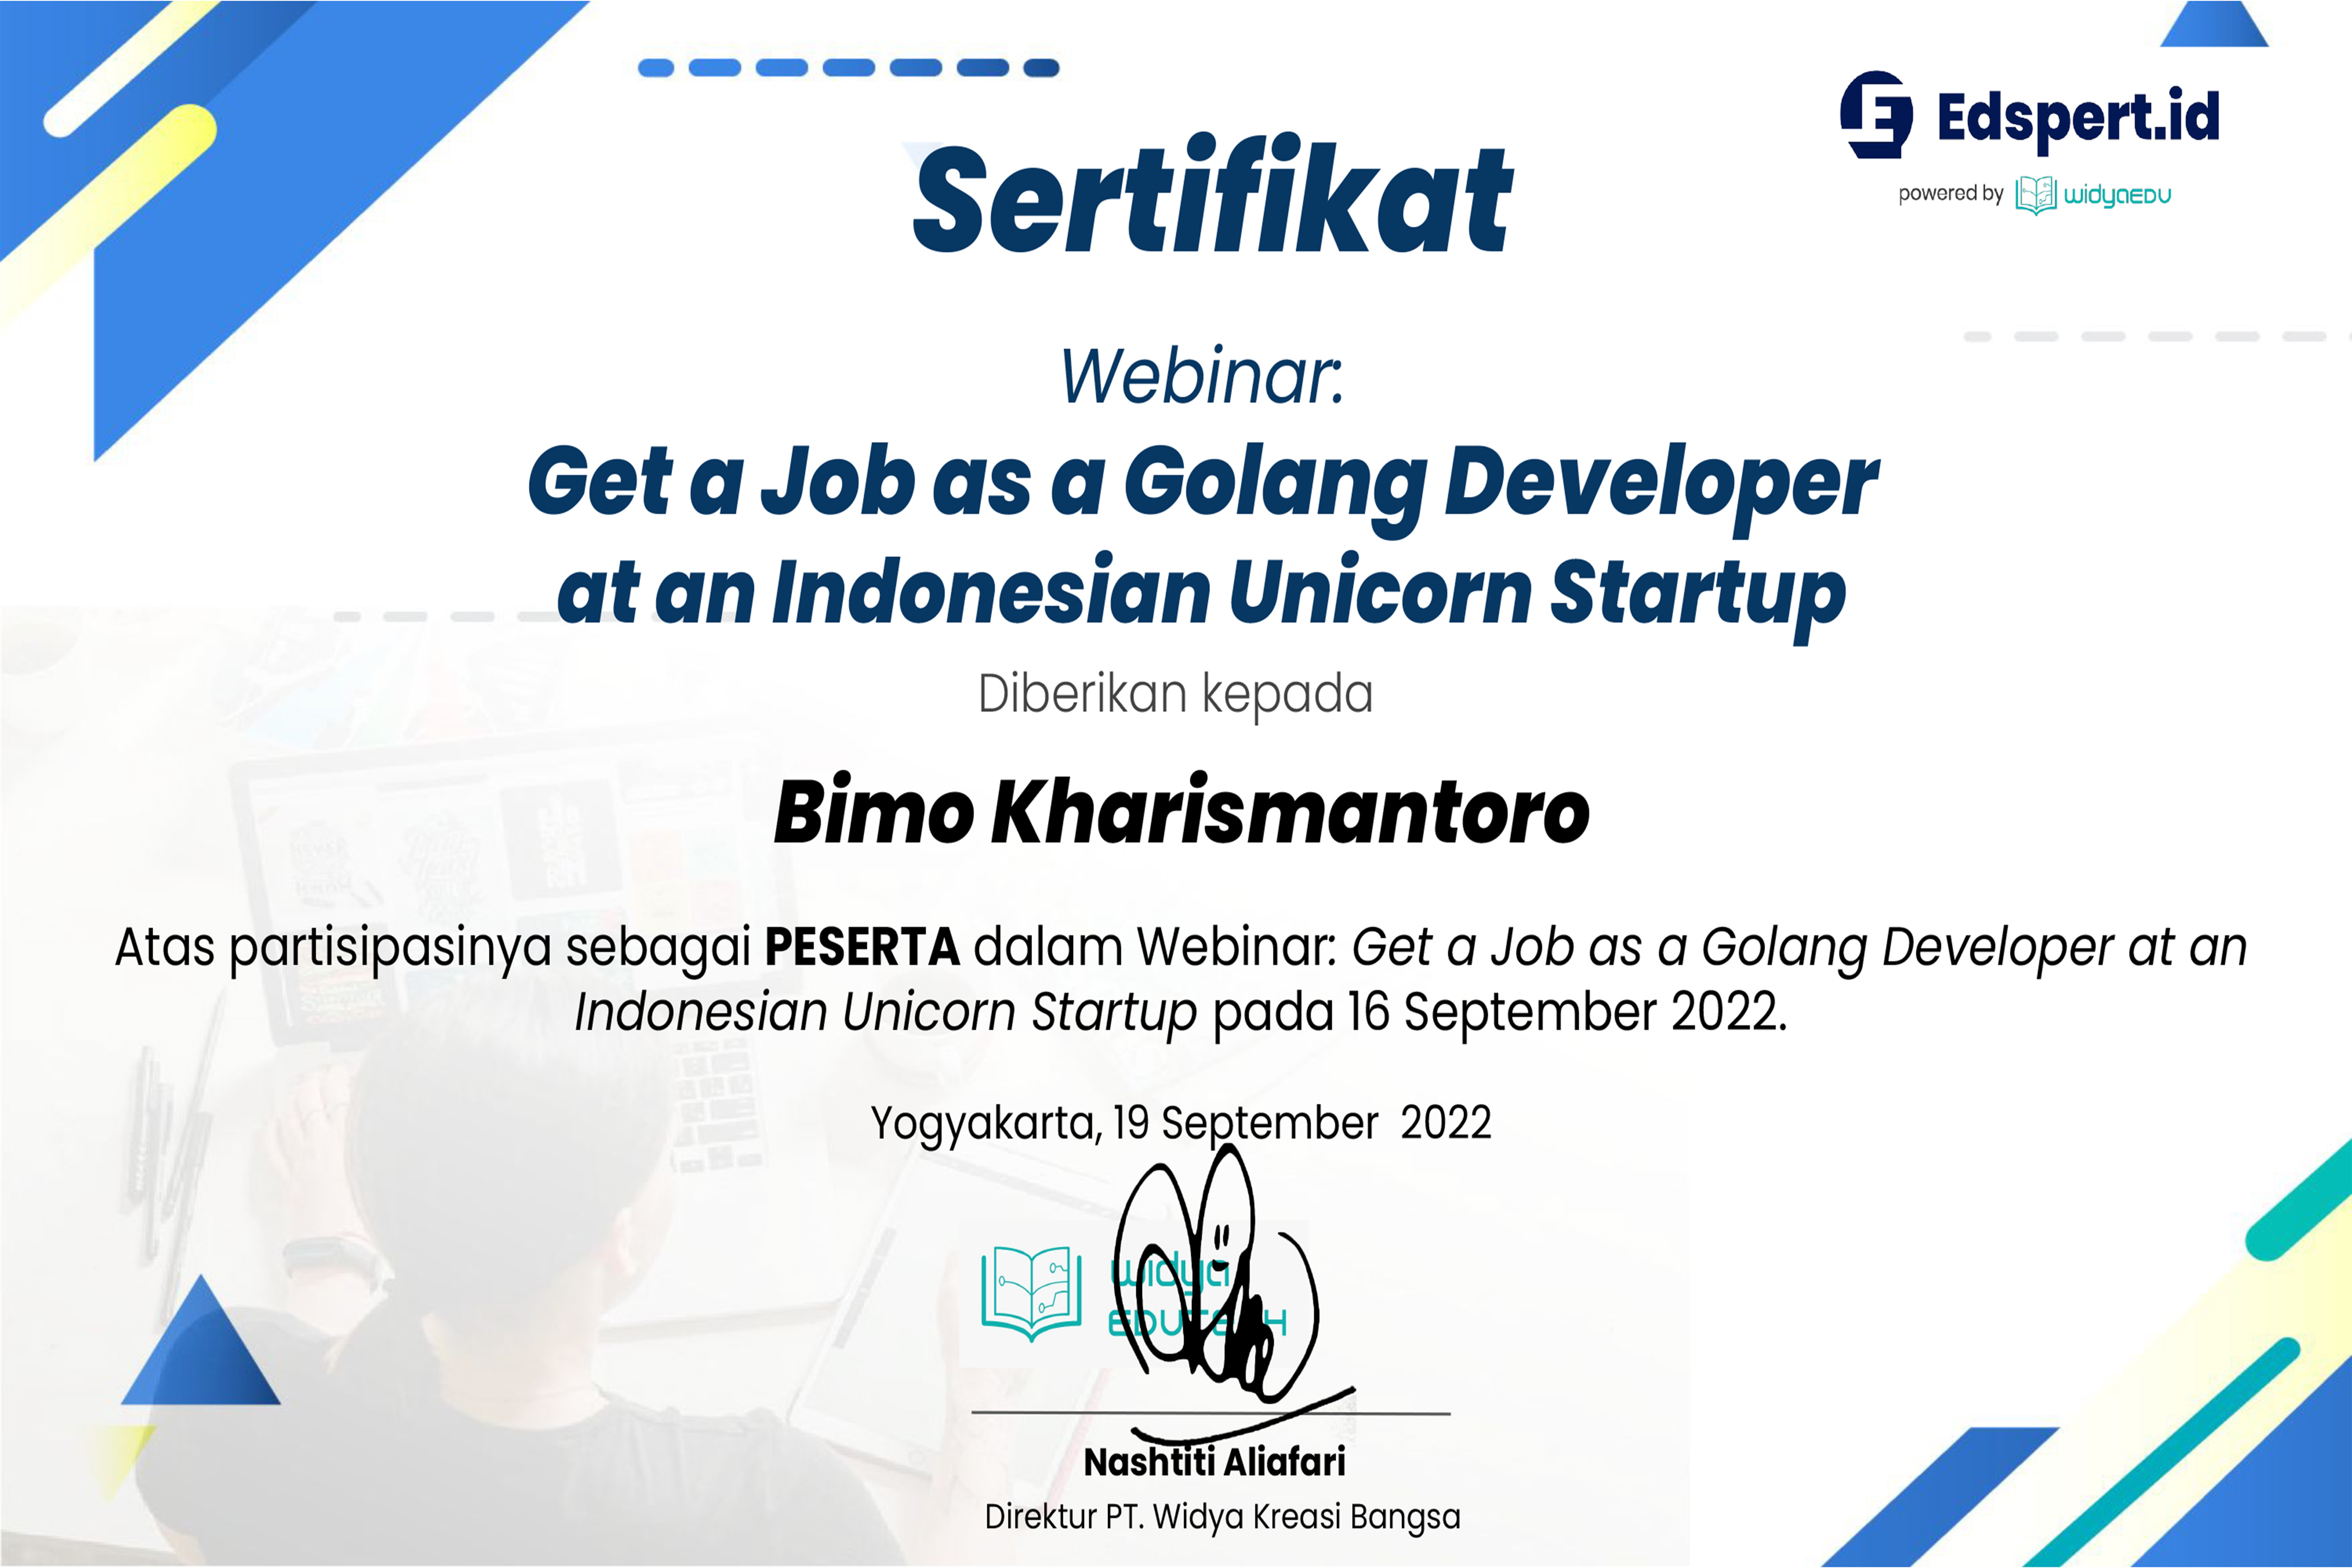 Edspert.id
powered by widyaEDU
Sertifikat
Webinar:
Get a Job as a Golang Developer
at an Indonesian Unicorn Startup
Diberikan kepada
Bimo Kharismantoro
Atas partisipasinya sebagai PESERTA dalam Webinar: Get a Job as a Golang Developer at an
Indonesian Unicorn Startup pada 16 September 2022.
Yogyakarta, 19 September 2022
widya
EDUTECH
Nashtiti Aliafari
Direktur PT. Widya Kreasi Bangsa